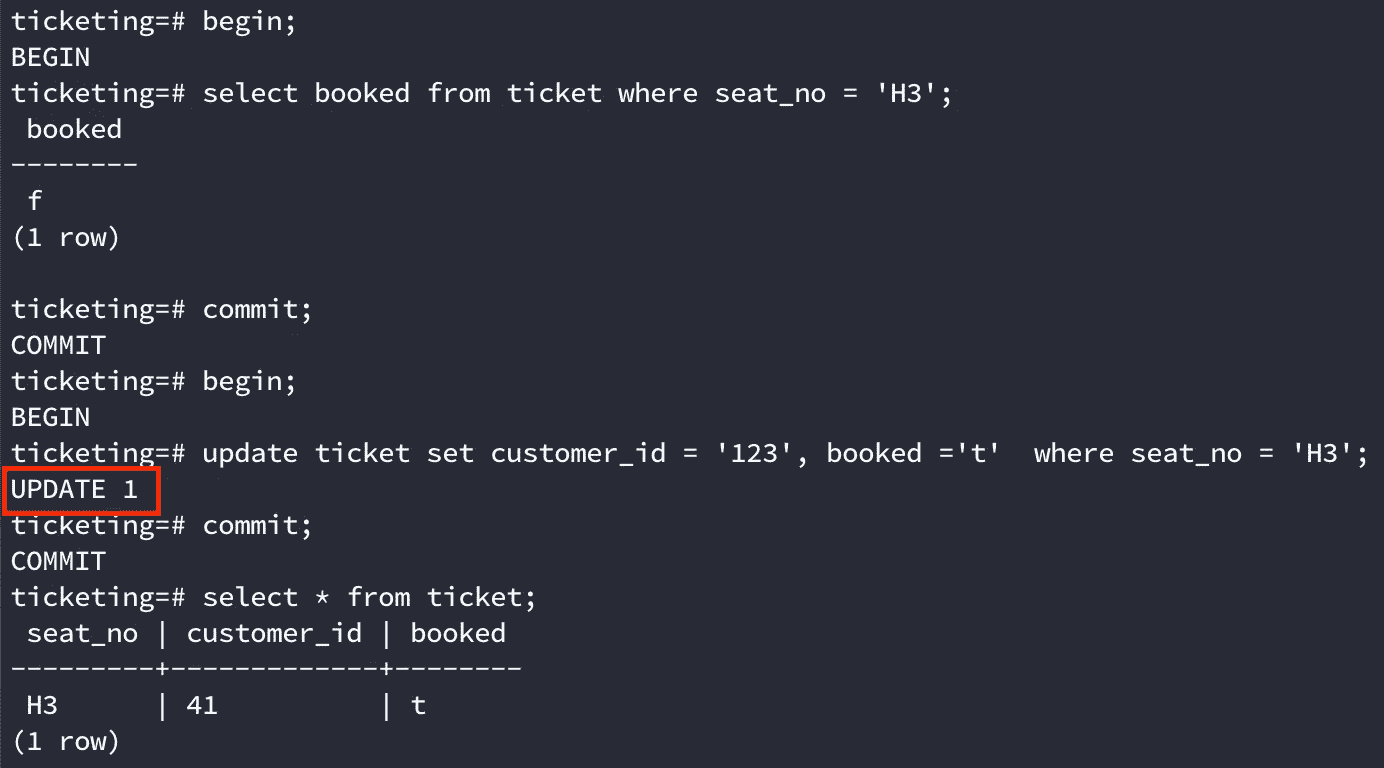 ticketing=# begin;
BEGIN
ticketing=# select booked from ticket where seat_no = 'H3';
 booked
--------
 f
(1 row)

ticketing=# commit;
COMMIT
ticketing=# begin;
BEGIN
ticketing=# update ticket set customer_id = '123', booked ='t'  where seat_no = 'H3';
UPDATE 1
ticketing=# commit;
COMMIT
ticketing=# select * from ticket;
 seat_no | customer_id | booked
---------+-------------+--------
 H3      | 41          | t
(1 row)